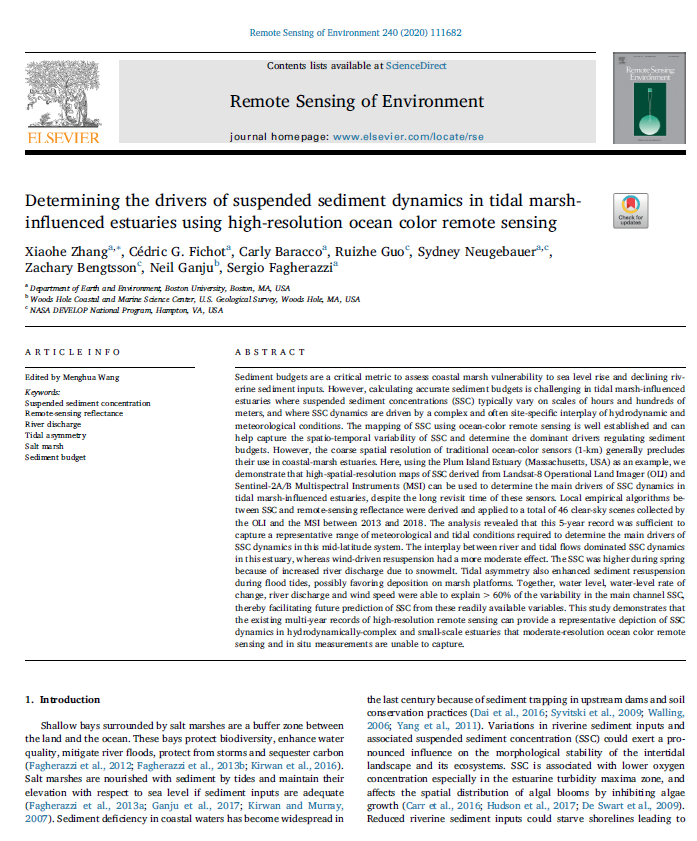 Remote Sensing of Environment 240 (2020) 111682
Contents lists available at ScienceDirect
Remote Sensing of Environment
journal homepage: www.elsevier.com/locate/rse
ELSEVIER
Remote Sensing
Environment
Determining the drivers of suspended sediment dynamics in tidal marsh-
influenced estuaries using high-resolution ocean color remote sensing
Check for
updates
Xiaohe Zhanga,⁎, Cédric G. Fichota, Carly Baraccoa, Ruizhe Guoc, Sydney Neugebauera,c,
Zachary Bengtssonc, Neil Ganjub, Sergio Fagherazzia
a Department of Earth and Environment, Boston University, Boston, MA, USA
b Woods Hole Coastal and Marine Science Center, U.S. Geological Survey, Woods Hole, MA, USA
c NASA DEVELOP National Program, Hampton, VA, USA
ARTICLE INFO
Edited by Menghua Wang
Keywords:
Suspended sediment concentration
Remote-sensing reflectance
River discharge
Tidal asymmetry
Salt marsh
Sediment budget
ABSTRACT
Sediment budgets are a critical metric to assess coastal marsh vulnerability to sea level rise and declining riv-
erine sediment inputs. However, calculating accurate sediment budgets is challenging in tidal marsh-influenced
estuaries where suspended sediment concentrations (SSC) typically vary on scales of hours and hundreds of
meters, and where SSC dynamics are driven by a complex and often site-specific interplay of hydrodynamic and
meteorological conditions. The mapping of SSC using ocean-color remote sensing is well established and can
help capture the spatio-temporal variability of SSC and determine the dominant drivers regulating sediment
budgets. However, the coarse spatial resolution of traditional ocean-color sensors (1-km) generally precludes
their use in coastal-marsh estuaries. Here, using the Plum Island Estuary (Massachusetts, USA) as an example, we
demonstrate that high-spatial-resolution maps of SSC derived from Landsat-8 Operational Land Imager (OLI) and
Sentinel-2A/B Multispectral Instruments (MSI) can be used to determine the main drivers of SSC dynamics in
tidal marsh-influenced estuaries, despite the long revisit time of these sensors. Local empirical algorithms be-
tween SSC and remote-sensing reflectance were derived and applied to a total of 46 clear-sky scenes collected by
the OLI and the MSI between 2013 and 2018. The analysis revealed that this 5-year record was sufficient to
capture a representative range of meteorological and tidal conditions required to determine the main drivers of
SSC dynamics in this mid-latitude system. The interplay between river and tidal flows dominated SSC dynamics
in this estuary, whereas wind-driven resuspension had a more moderate effect. The SSC was higher during spring
because of increased river discharge due to snowmelt. Tidal asymmetry also enhanced sediment resuspension
during flood tides, possibly favoring deposition on marsh platforms. Together, water level, water-level rate of
change, river discharge and wind speed were able to explain > 60% of the variability in the main channel SSC,
thereby facilitating future prediction of SSC from these readily available variables. This study demonstrates that
the existing multi-year records of high-resolution remote sensing can provide a representative depiction of SSC
dynamics in hydrodynamically-complex and small-scale estuaries that moderate-resolution ocean color remote
sensing and in situ measurements are unable to capture.
1. Introduction
Shallow bays surrounded by salt marshes are a buffer zone between
the land and the ocean. These bays protect biodiversity, enhance water
quality, mitigate river floods, protect from storms and sequester carbon
(Fagherazzi et al., 2012; Fagherazzi et al., 2013b; Kirwan et al., 2016).
Salt marshes are nourished with sediment by tides and maintain their
elevation with respect to sea level if sediment inputs are adequate
(Fagherazzi et al., 2013a; Ganju et al., 2017; Kirwan and Murray,
2007). Sediment deficiency in coastal waters has become widespread in
the last century because of sediment trapping in upstream dams and soil
conservation practices (Dai et al., 2016; Syvitski et al., 2009; Walling,
2006; Yang et al., 2011). Variations in riverine sediment inputs and
associated suspended sediment concentration (SSC) could exert a pro-
nounced influence on the morphological stability of the intertidal
landscape and its ecosystems. SSC is associated with lower oxygen
concentration especially in the estuarine turbidity maxima zone, and
affects the spatial distribution of algal blooms by inhibiting algae
growth (Carr et al., 2016; Hudson et al., 2017; De Swart et al., 2009).
Reduced riverine sediment inputs could starve shorelines leading to